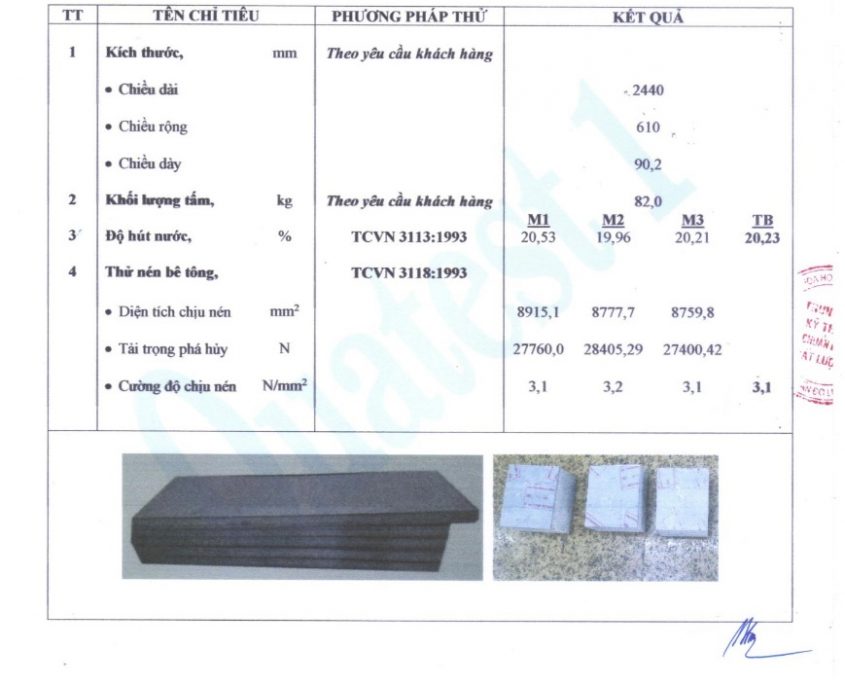 TT TÊN CHỈ TIÊU PHƯƠNG PHÁP THỬ KẾT QUẢ
1 Kích thước, mm Theo yêu cầu khách hàng
• Chiều dài 2440
• Chiều rộng 610
• Chiều dày 90,2
2 Khối lượng tấm, kg Theo yêu cầu khách hàng 82,0
M1 M2 M3 TB
3 Độ hút nước, % TCVN 3113:1993 20,53 19,96 20,21 20,23
4 Thử nén bê tông, TCVN 3118:1993
• Diện tích chịu nén mm² 8915,1 8777,7 8759,8
• Tải trọng phá hủy N 27760,0 28405,29 27400,42
• Cường độ chịu nén N/mm² 3,1 3,2 3,1 3,1
Quatest 1
KỸ